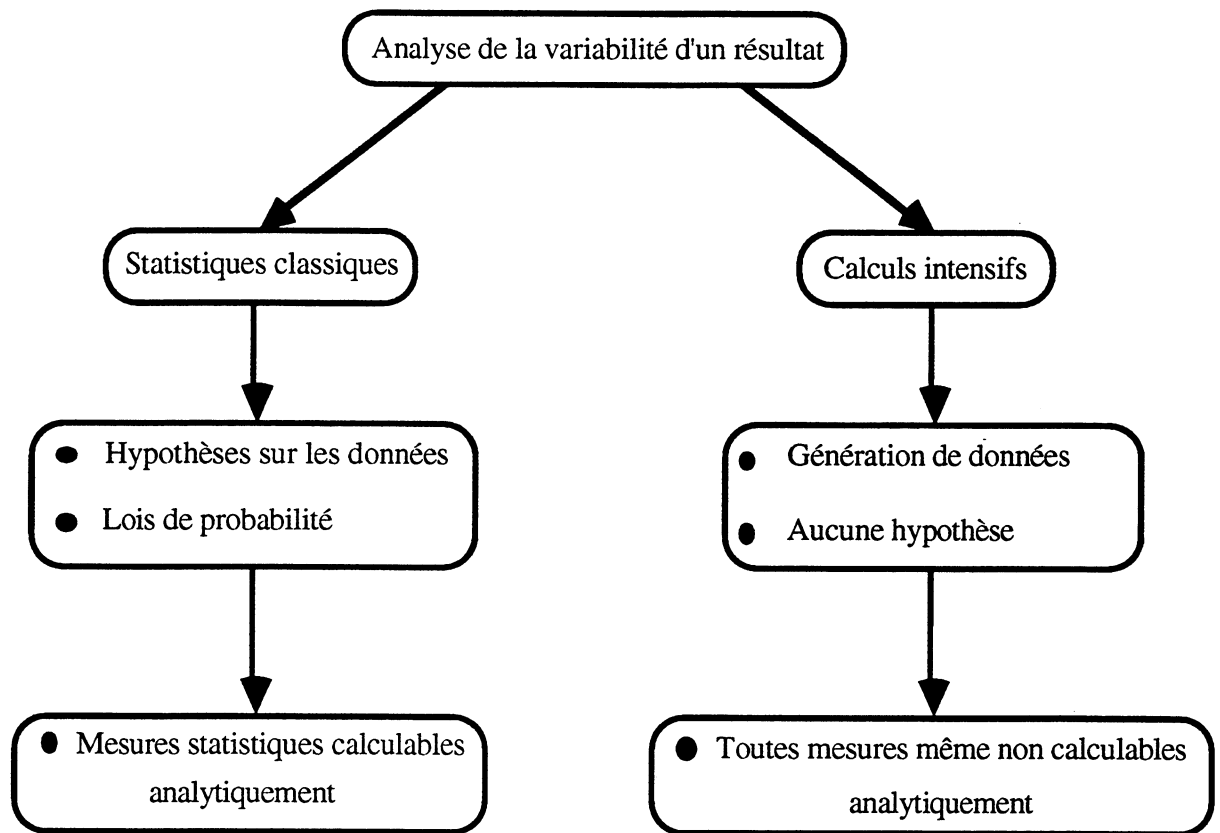 Analyse de la variabilité d'un résultat
Statistiques classiques
Calculs intensifs
● Hypothèses sur les données
● Lois de probabilité
● Génération de données
● Aucune hypothèse
● Mesures statistiques calculables
analytiquement
● Toutes mesures même non calculables
analytiquement